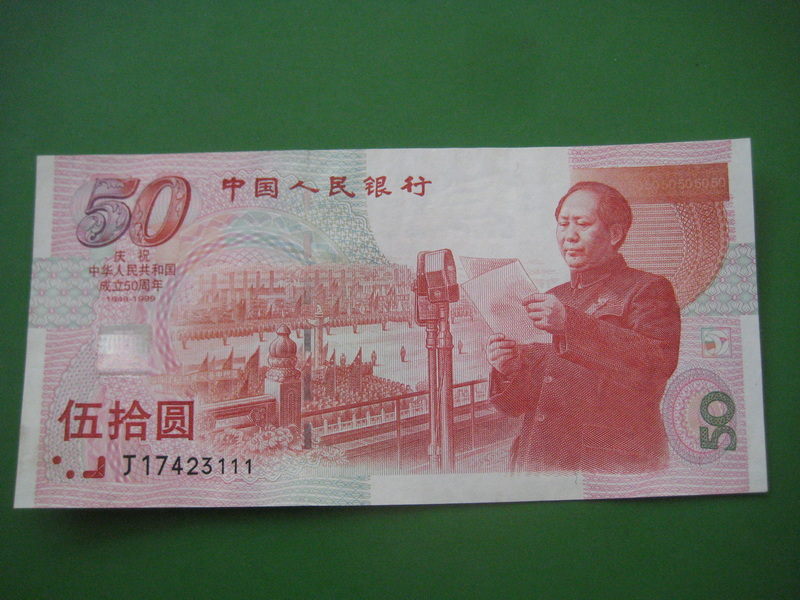 50
中国人民银行
庆祝
中华人民共和国
成立50周年
1949-1999
伍拾圆
J17423111
50